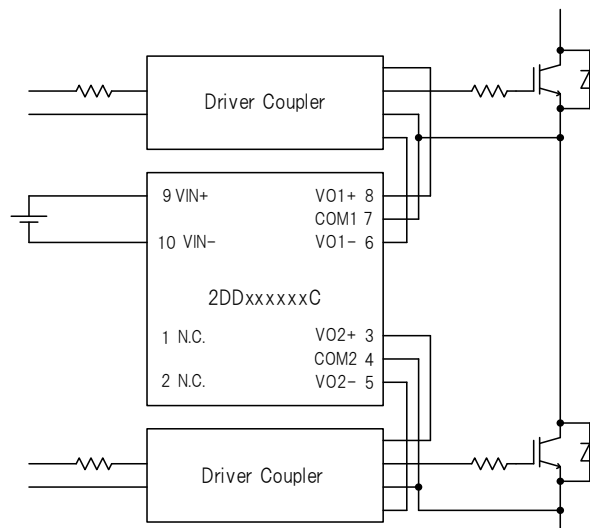 Driver Coupler
9 VIN+ VO1+ 8
COM1 7
10 VIN- VO1- 6
2DDxxxxxxC
1 N.C. VO2+ 3
COM2 4
2 N.C. VO2- 5
Driver Coupler